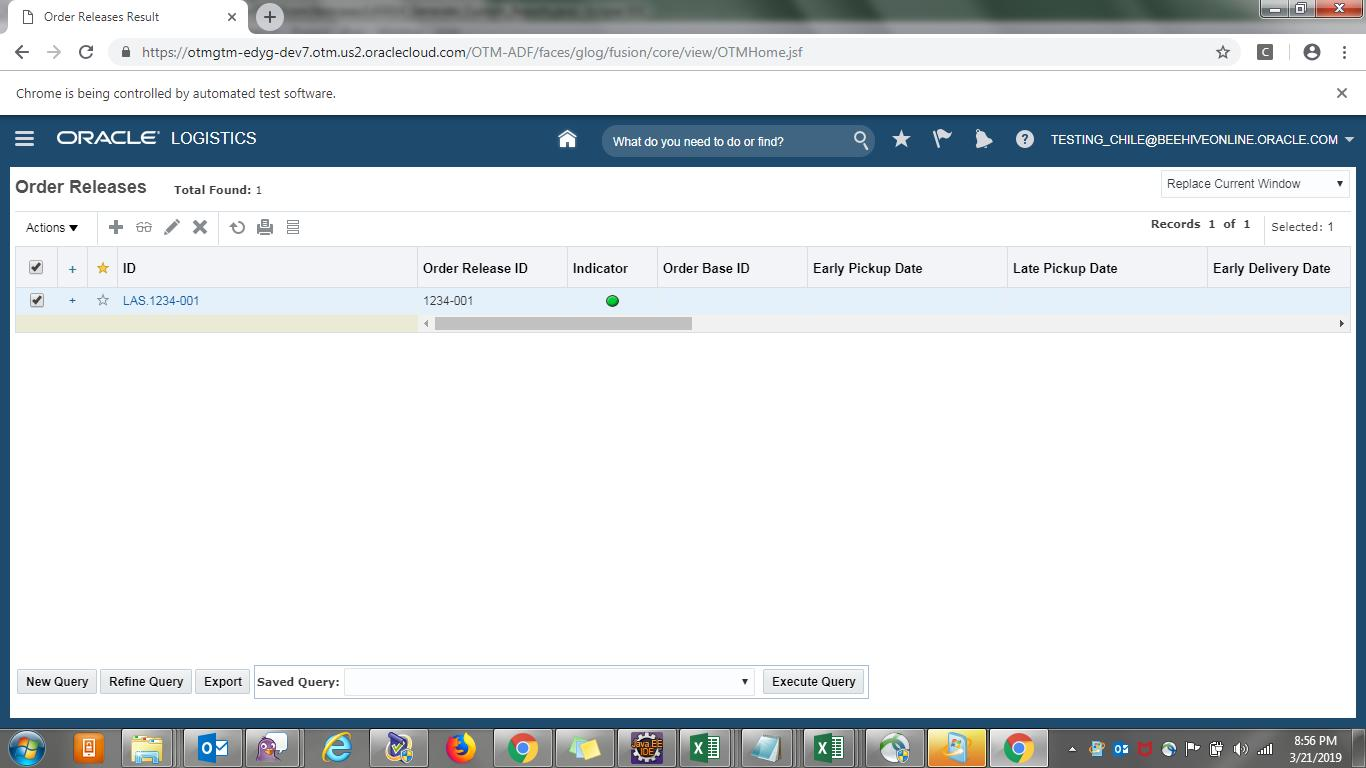 Order Releases Result
https://otmgtm-edyg-dev7.otm.us2.oraclecloud.com/OTM-ADF/faces/glog/fusion/core/view/OTMHome.jsf
C
Chrome is being controlled by automated test software.
ORACLE LOGISTICS
What do you need to do or find?
?
TESTING_CHILE@BEEHIVEONLINE.ORACLE.COM
Order Releases Total Found: 1
Replace Current Window
Actions
Records 1 of 1 Selected: 1
+ ID Order Release ID Indicator Order Base ID Early Pickup Date Late Pickup Date Early Delivery Date
+ LAS.1234-001 1234-001
New Query Refine Query Export Saved Query: Execute Query
Java EE
IDE
8:56 PM
3/21/2019